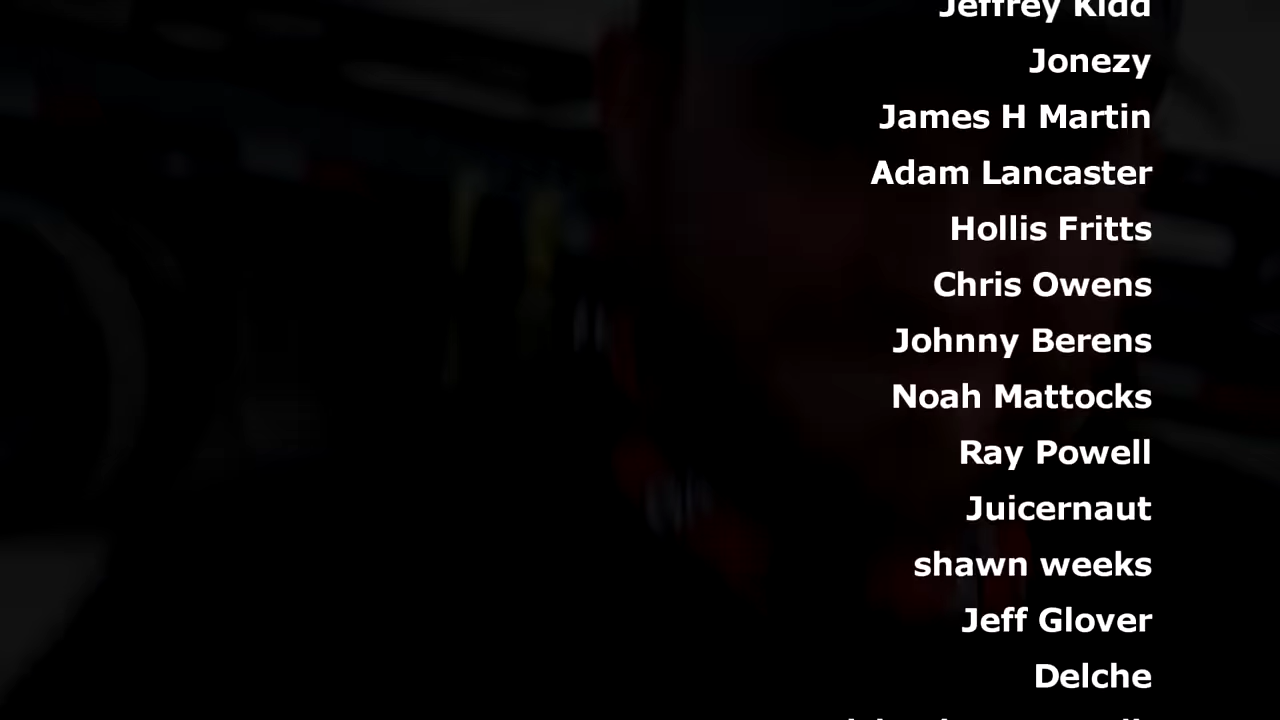 Jeffrey Kidd
Jonezy
James H Martin
Adam Lancaster
Hollis Fritts
Chris Owens
Johnny Berens
Noah Mattocks
Ray Powell
Juicernaut
shawn weeks
Jeff Glover
Delche